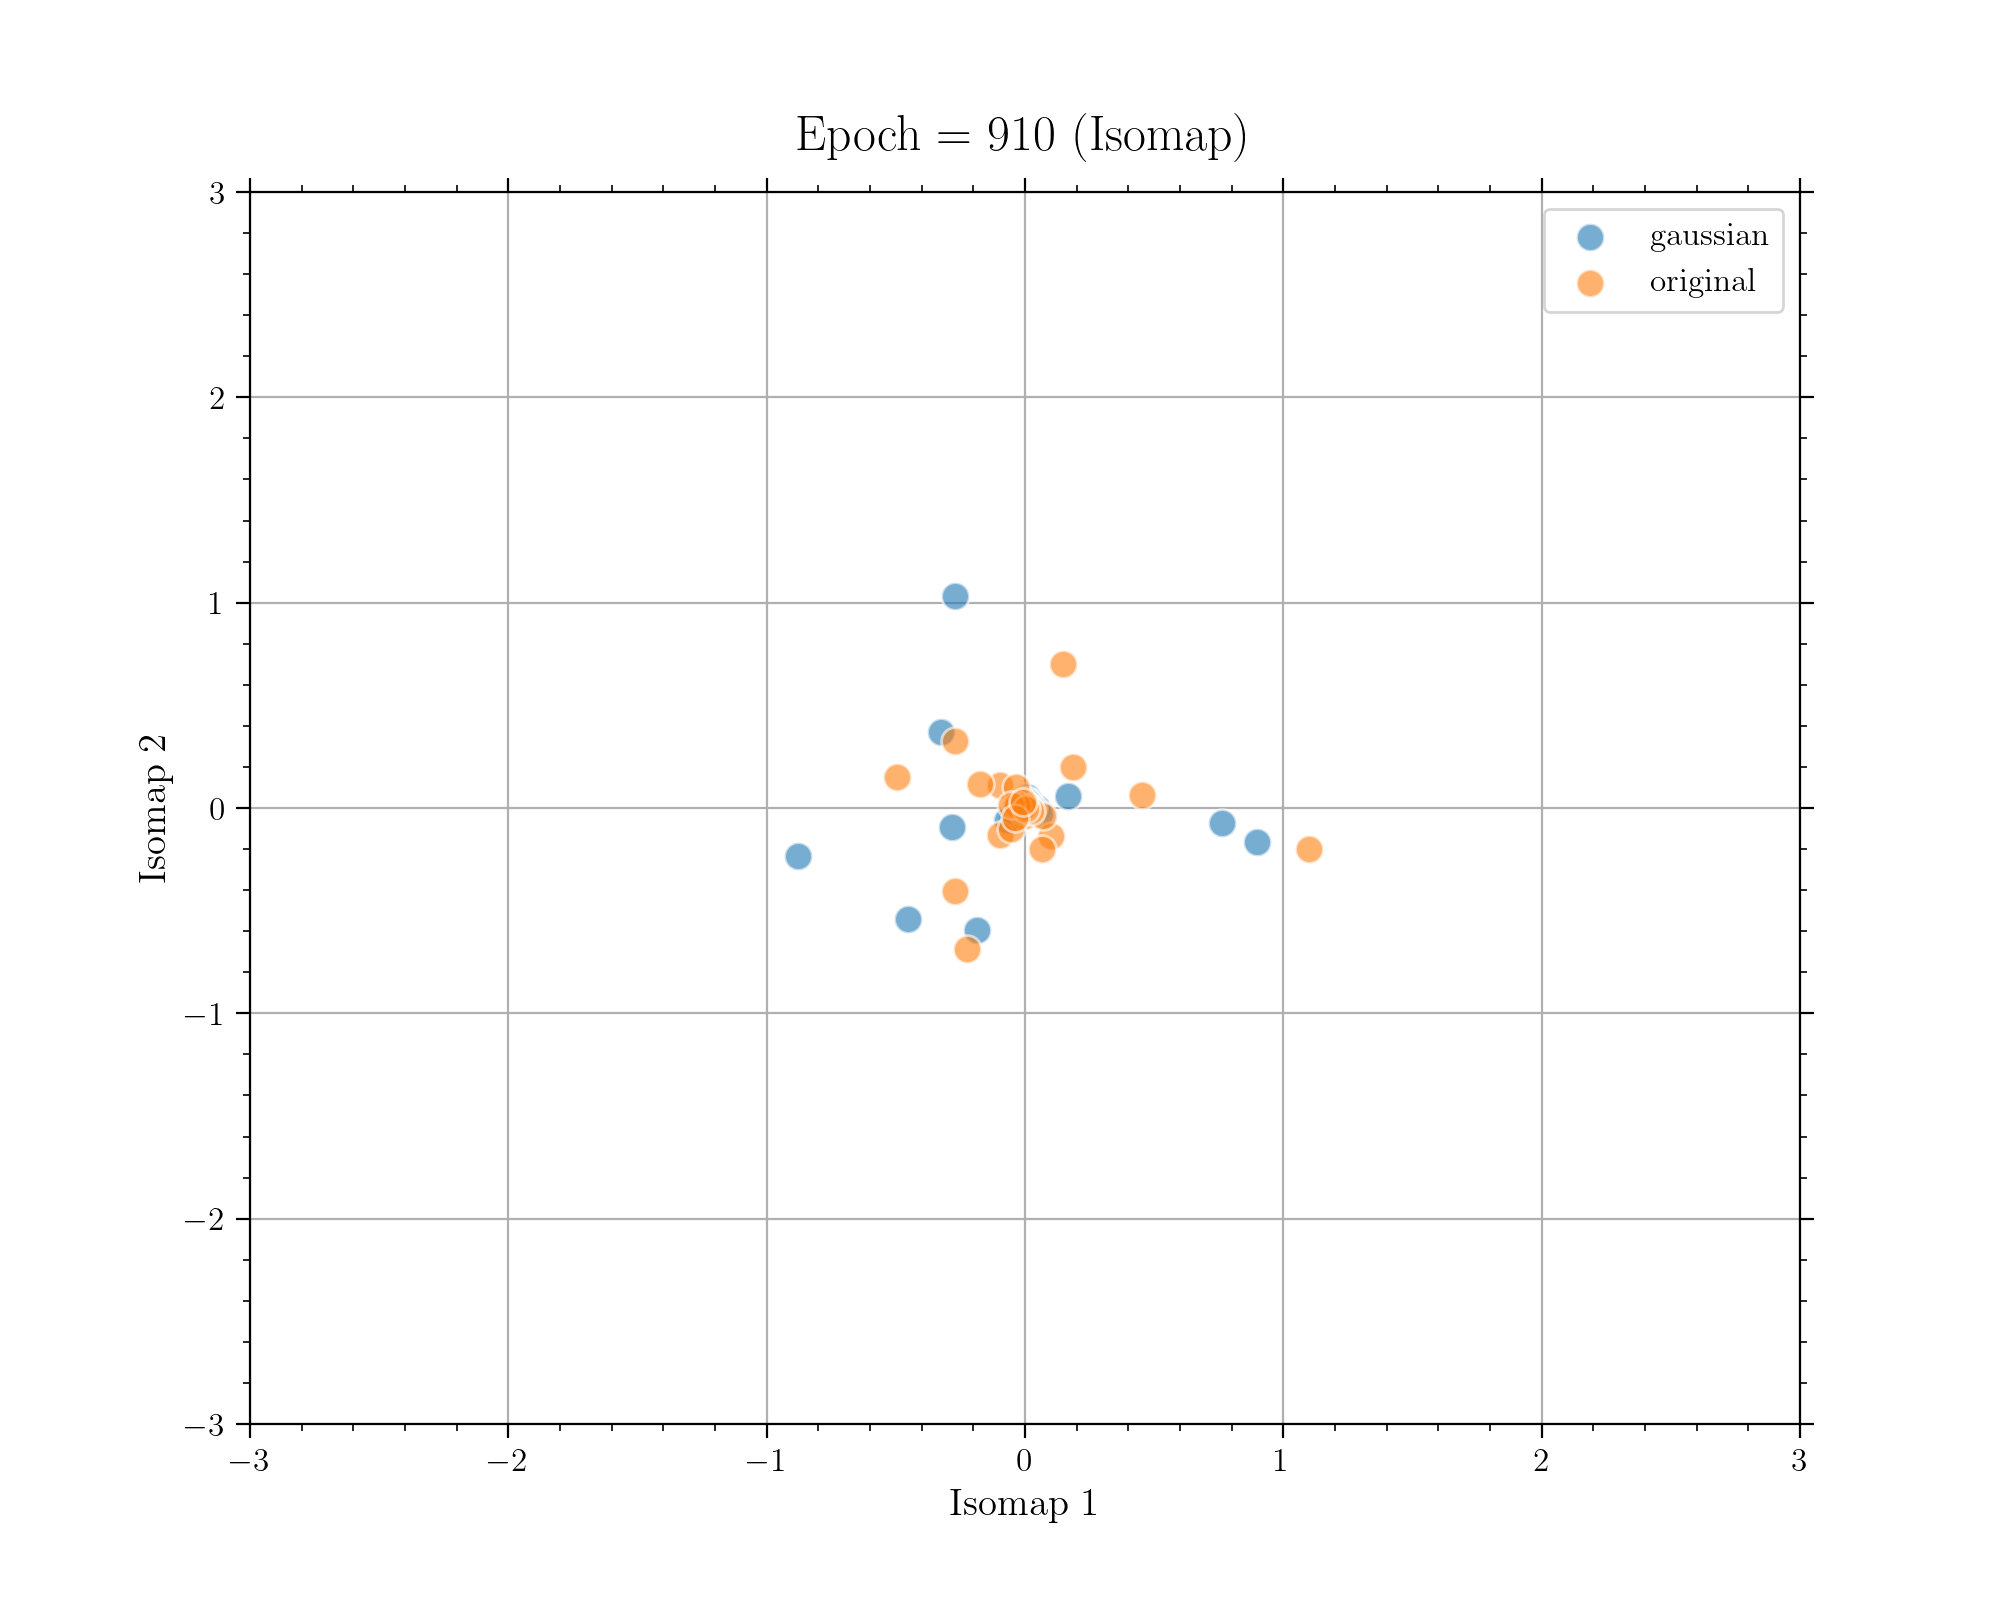 Epoch = 910 (Isomap)
gaussian
original
3
2
1
0
−1
−2
−3
Isomap 2
−3
−2
−1
0
1
2
3
Isomap 1